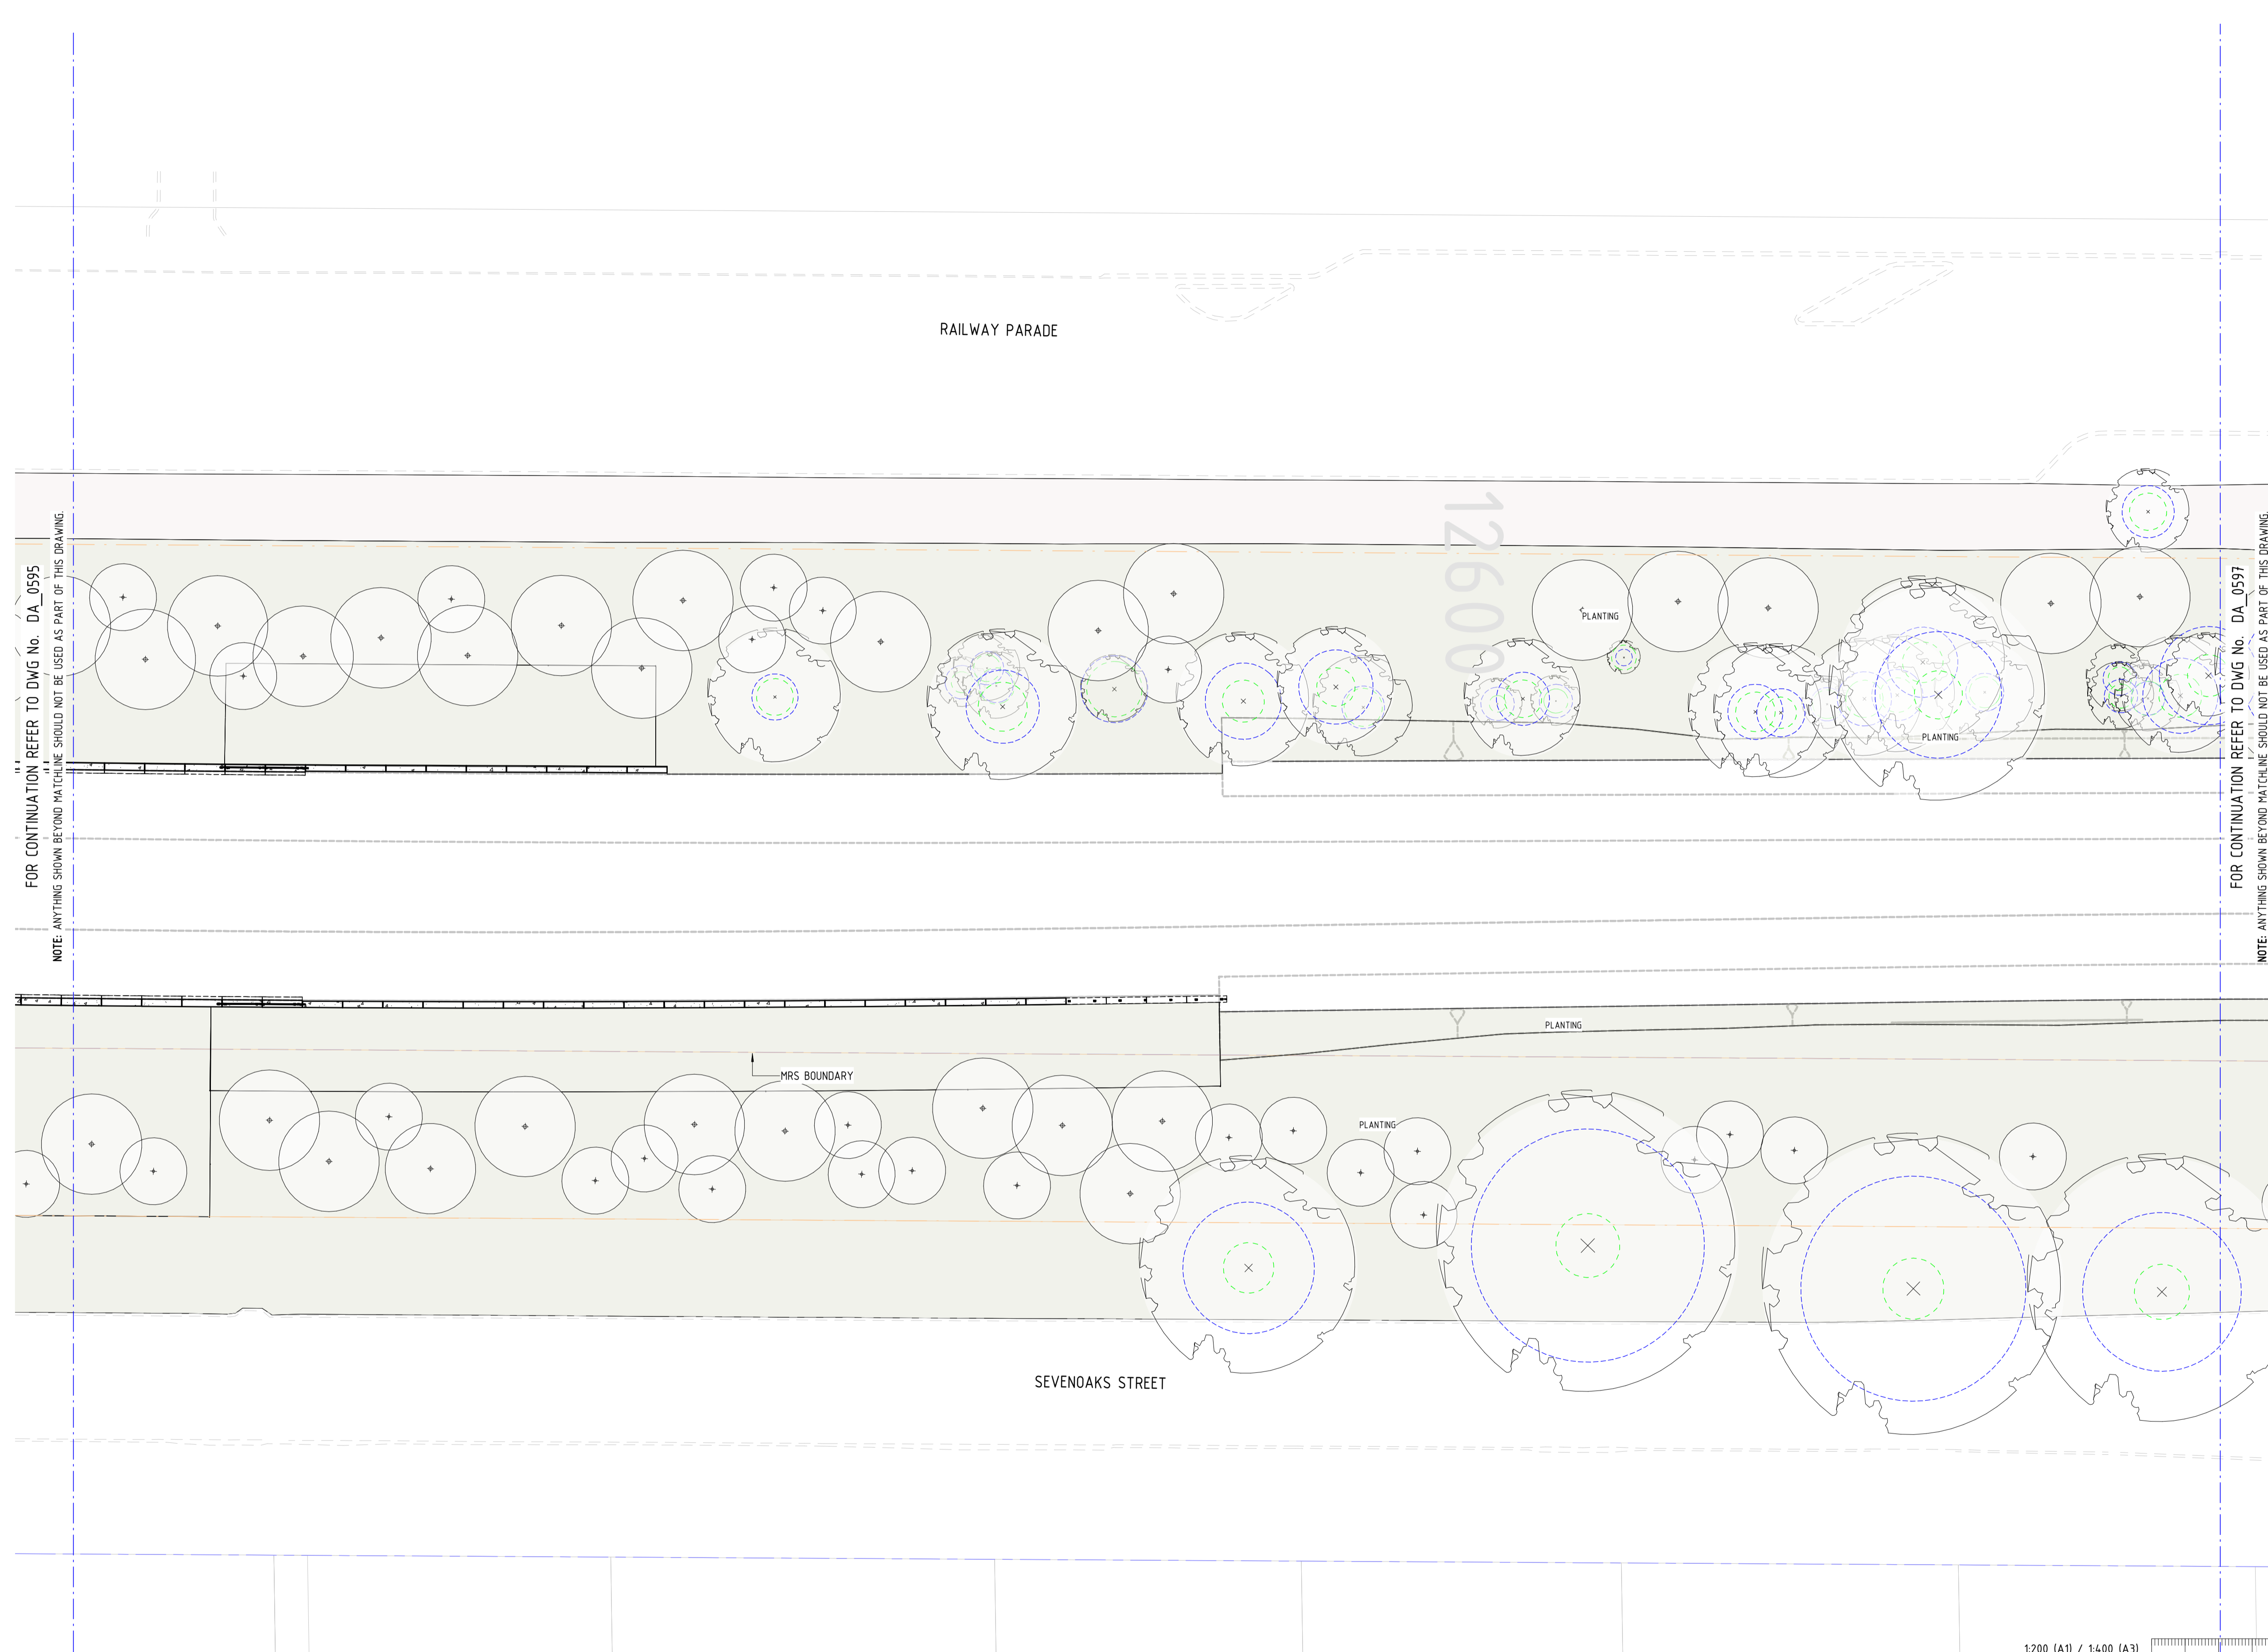 RAILWAY PARADE
12600
FOR CONTINUATION REFER TO DWG No. DA_0595
NOTE: ANYTHING SHOWN BEYOND MATCHLINE SHOULD NOT BE USED AS PART OF THIS DRAWING.
PLANTING
PLANTING
FOR CONTINUATION REFER TO DWG No. DA_0597
NOTE: ANYTHING SHOWN BEYOND MATCHLINE SHOULD NOT BE USED AS PART OF THIS DRAWING.
PLANTING
MRS BOUNDARY
PLANTING
SEVENOAKS STREET
1:200 (A1) / 1:400 (A3)